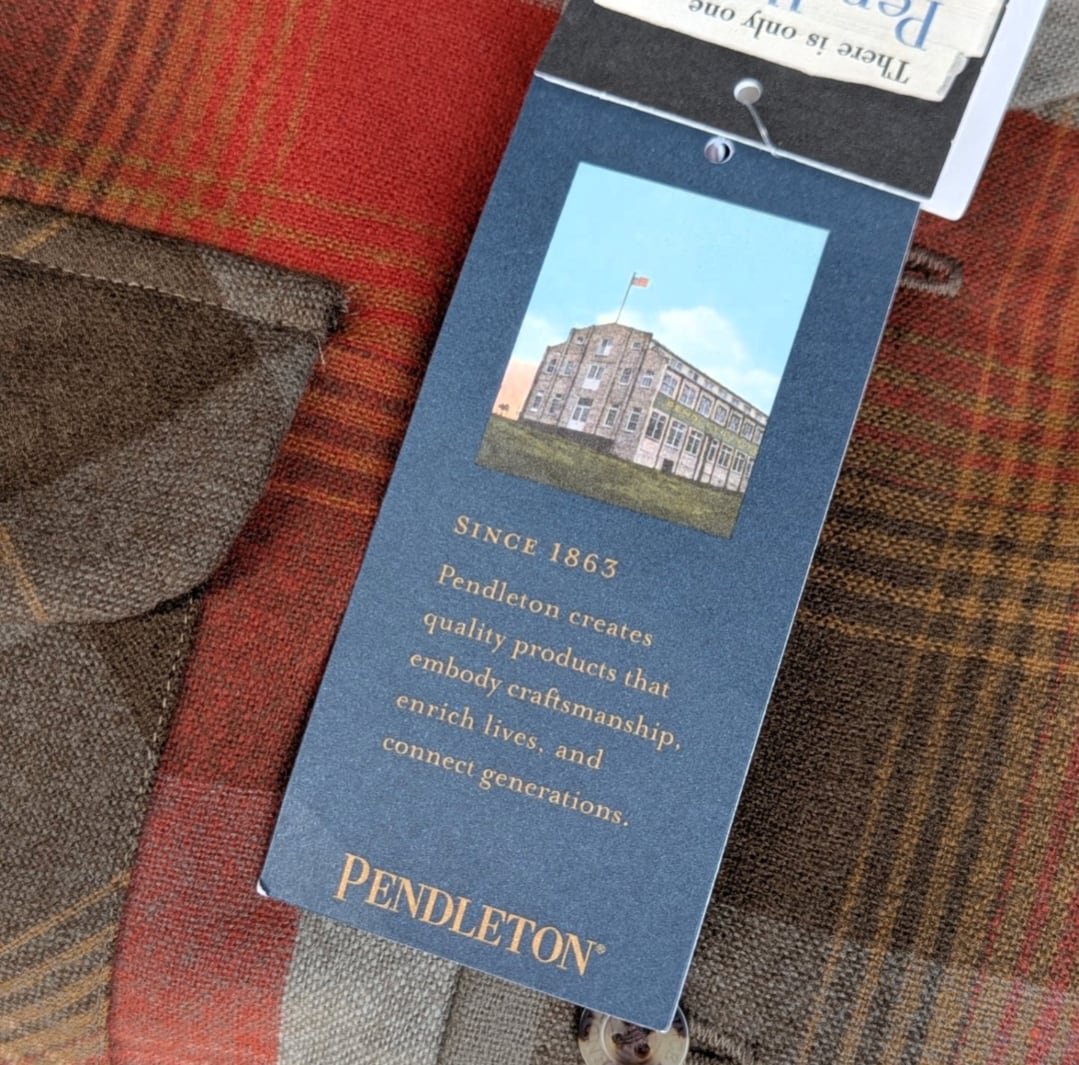 There is only one
SINCE 1863
Pendleton creates
quality products that
embody craftsmanship,
enrich lives, and
connect generations.
PENDLETON®